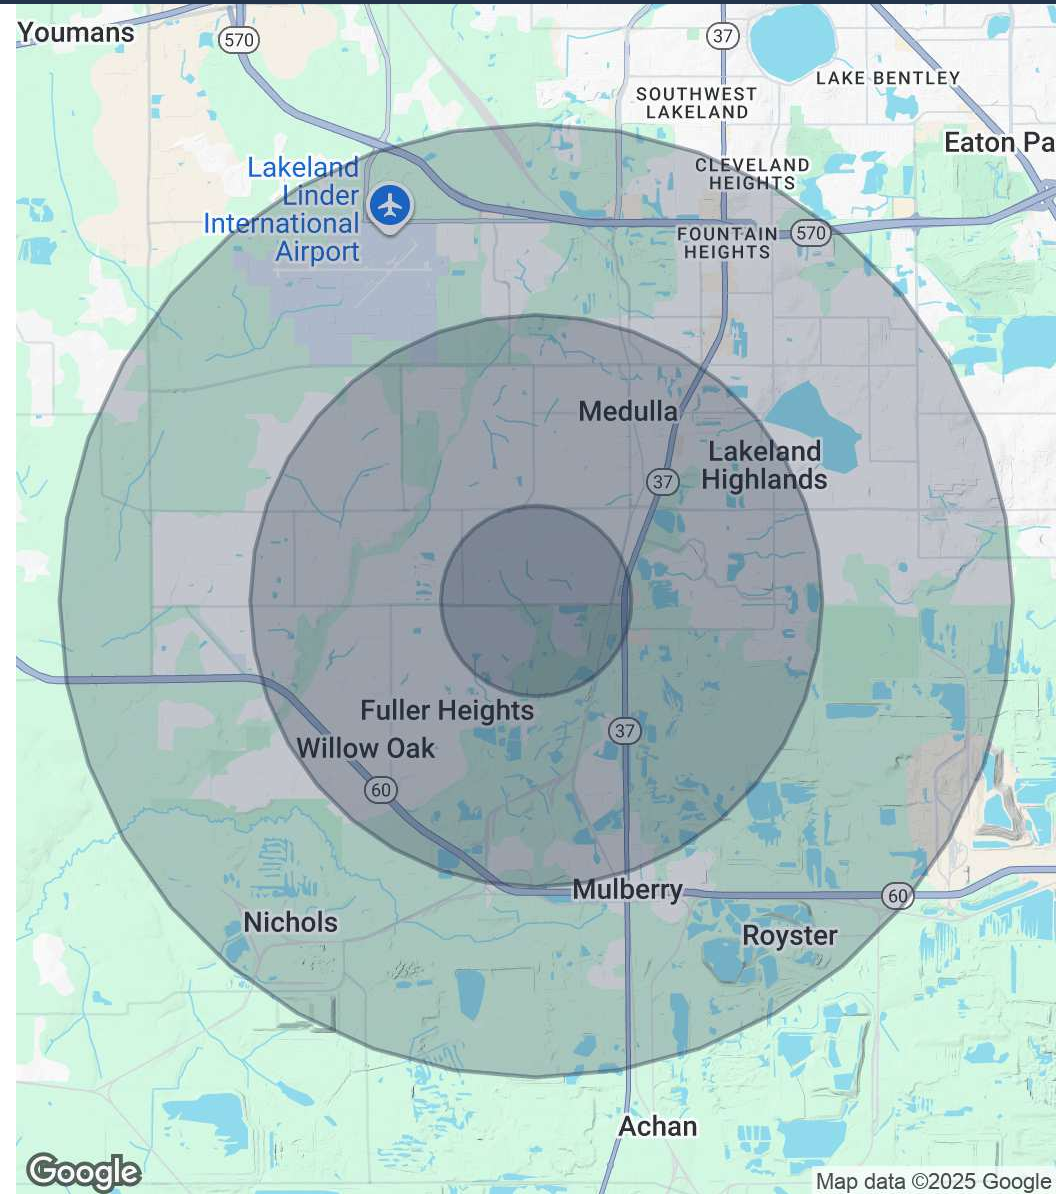 Youmans
570
37
LAKE BENTLEY
SOUTHWEST
LAKELAND
Eaton Pa
Lakeland
Linder
International
Airport
CLEVELAND
HEIGHTS
FOUNTAIN
HEIGHTS
570
Medulla
Lakeland
Highlands
37
Fuller Heights
37
Willow Oak
60
Mulberry
60
Nichols
Royster
Achan
Google
Map data ©2025 Google